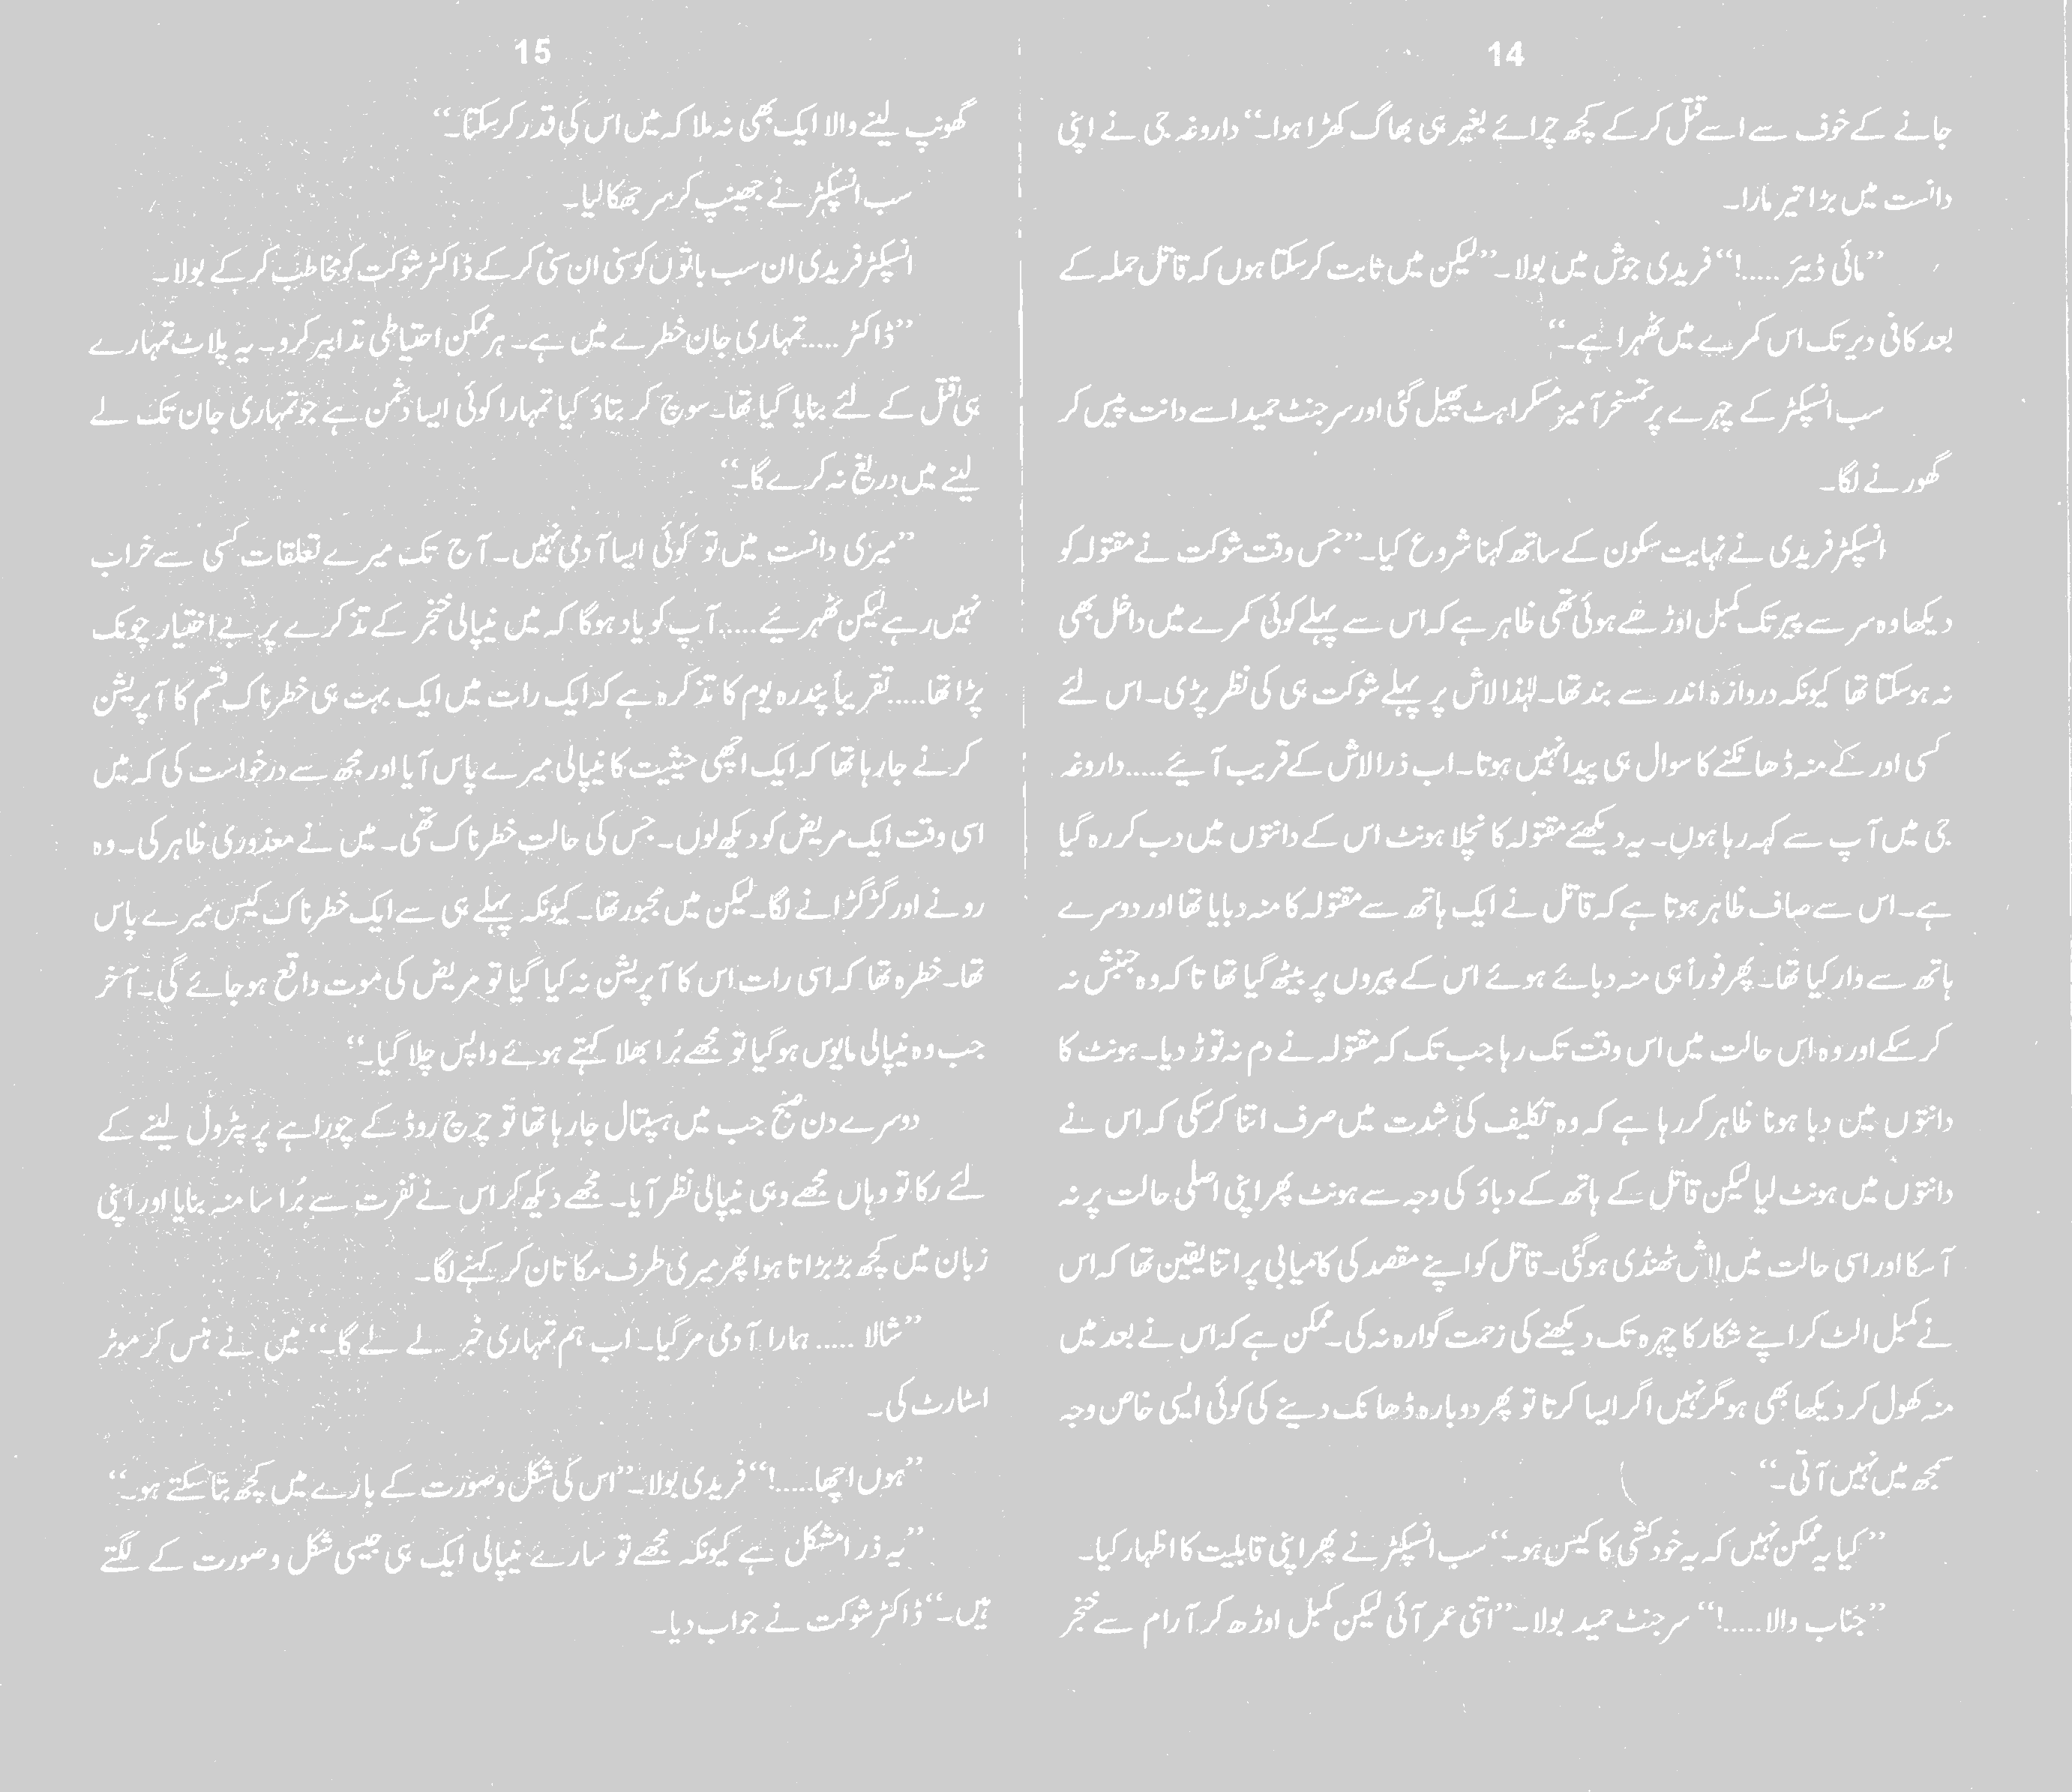 14
جانے کے خوف سے اسے قتل کر کے کچھ چرائے بغیر ہی بھاگ کھڑا ہوا۔“ داروغہ جی نے اپنی
دانست میں بڑا تیر مارا۔
”مائی ڈیئر......!“ فریدی جوش میں بولا۔ ”لیکن میں ثابت کر سکتا ہوں کہ قاتل حملہ کے
بعد کافی دیر تک اس کمرے میں ٹھہرا ہے۔“
سب انسپکٹر کے چہرے پر تمسخر آمیز مسکراہٹ پھیل گئی اور سرجنٹ حمید اسے دانت پیس کر
گھورنے لگا۔
انسپکٹر فریدی نے نہایت سکون کے ساتھ کہنا شروع کیا۔ ”جس وقت شوکت نے مقتولہ کو
دیکھا وہ سر سے پیر تک کمبل اوڑھے ہوئی تھی ظاہر ہے کہ اس سے پہلے کوئی کمرے میں داخل بھی
نہ ہو سکتا تھا کیونکہ دروازہ اندر سے بند تھا۔ لہٰذا لاش پر پہلے شوکت ہی کی نظر پڑی۔ اس لئے
کسی اور کے منہ ڈھانکنے کا سوال ہی پیدا نہیں ہوتا۔ اب ذرا لاش کے قریب آیئے......داروغہ
جی میں آپ سے کہہ رہا ہوں۔ یہ دیکھئے مقتولہ کا نچلا ہونٹ اس کے دانتوں میں دب کر رہ گیا
ہے۔ اس سے صاف ظاہر ہوتا ہے کہ قاتل نے ایک ہاتھ سے مقتولہ کا منہ دبایا تھا اور دوسرے
ہاتھ سے وار کیا تھا۔ پھر فوراً ہی منہ دبائے ہوئے اس کے پیروں پر بیٹھ گیا تھا تا کہ وہ جنبش نہ
کر سکے اور وہ اس حالت میں اس وقت تک رہا جب تک کہ مقتولہ نے دم نہ توڑ دیا۔ ہونٹ کا
دانتوں میں دبا ہونا ظاہر کر رہا ہے کہ وہ تکلیف کی شدت میں صرف اتنا کر سکی کہ اس نے
دانتوں میں ہونٹ لیا لیکن قاتل کے ہاتھ کے دباؤ کی وجہ سے ہونٹ پھر اپنی اصلی حالت پر نہ
آ سکا اور اسی حالت میں لاش ٹھنڈی ہو گئی۔ قاتل کو اپنے مقصد کی کامیابی پر اتنا یقین تھا کہ اس
نے کمبل الٹ کر اپنے شکار کا چہرہ تک دیکھنے کی زحمت گوارہ نہ کی۔ ممکن ہے کہ اس نے بعد میں
منہ کھول کر دیکھا بھی ہو مگر نہیں اگر ایسا کرتا تو پھر دوبارہ ڈھانک دینے کی کوئی ایسی خاص وجہ
سمجھ میں نہیں آتی۔“
”کیا یہ ممکن نہیں کہ یہ خودکشی کا کیس ہو۔“ سب انسپکٹر نے پھر اپنی قابلیت کا اظہار کیا۔
”جناب والا.....!“ سرجنٹ حمید بولا۔ ”اتنی عمر آئی لیکن کمبل اوڑھ کر آرام سے خنجر
15
گھونپ لینے والا ایک بھی نہ ملا کہ میں اس کی قدر کر سکتا۔“
سب انسپکٹر نے جھینپ کر سر جھکا لیا۔
انسپکٹر فریدی ان سب باتوں کو سنی ان سنی کر کے ڈاکٹر شوکت کو مخاطب کر کے بولا۔
”ڈاکٹر......تمہاری جان خطرے میں ہے۔ ہر ممکن احتیاطی تدابیر کرو۔ یہ پلاٹ تمہارے
ہی قتل کے لئے بنایا گیا تھا۔ سوچ کر بتاؤ کیا تمہارا کوئی ایسا دشمن ہے جو تمہاری جان تک لے
لینے میں دریغ نہ کرے گا۔“
”میری دانست میں تو کوئی ایسا آدمی نہیں۔ آج تک میرے تعلقات کسی سے خراب
نہیں رہے لیکن ٹھہریئے......آپ کو یاد ہوگا کہ میں نیپالی خنجر کے تذکرے پر بے اختیار چونک
پڑا تھا.....تقریباً پندرہ یوم کا تذکرہ ہے کہ ایک رات میں ایک بہت ہی خطرناک قسم کا آپریشن
کرنے جا رہا تھا کہ ایک اچھی حیثیت کا نیپالی میرے پاس آیا اور مجھ سے درخواست کی کہ میں
اسی وقت ایک مریض کو دیکھ لوں۔ جس کی حالت خطرناک تھی۔ میں نے معذوری ظاہر کی۔ وہ
رونے اور گڑگڑانے لگا۔ لیکن میں مجبور تھا۔ کیونکہ پہلے ہی سے ایک خطرناک کیس میرے پاس
تھا۔ خطرہ تھا کہ اسی رات اس کا آپریشن نہ کیا گیا تو مریض کی موت واقع ہو جائے گی۔ آخر
جب وہ نیپالی مایوس ہو گیا تو مجھے بُرا بھلا کہتے ہوئے واپس چلا گیا۔“
دوسرے دن صبح جب میں ہسپتال جا رہا تھا تو چرچ روڈ کے چوراہے پر پٹرول لینے کے
لئے رکا تو وہاں مجھے وہی نیپالی نظر آیا۔ مجھے دیکھ کر اس نے نفرت سے بُرا سا منہ بنایا اور اپنی
زبان میں کچھ بڑبڑاتا ہوا پھر میری طرف مکا تان کر کہنے لگا۔
”شالا...... ہمارا آدمی مر گیا۔ اب ہم تمہاری خبر لے لے گا۔“ میں نے ہنس کر موٹر
اسٹارٹ کی۔
”ہوں اچھا......!“ فریدی بولا۔ ”اس کی شکل و صورت کے بارے میں کچھ بتا سکتے ہو۔“
”یہ ذرا مشکل ہے کیونکہ مجھے تو سارے نیپالی ایک ہی جیسی شکل و صورت کے لگتے
ہیں۔“ ڈاکٹر شوکت نے جواب دیا۔